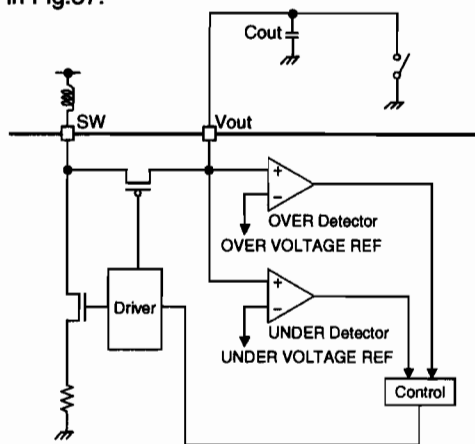 in Fig.37.
Cout
SW
Vout
+
−
OVER Detector
OVER VOLTAGE REF
+
−
Driver
UNDER Detector
UNDER VOLTAGE REF
Control